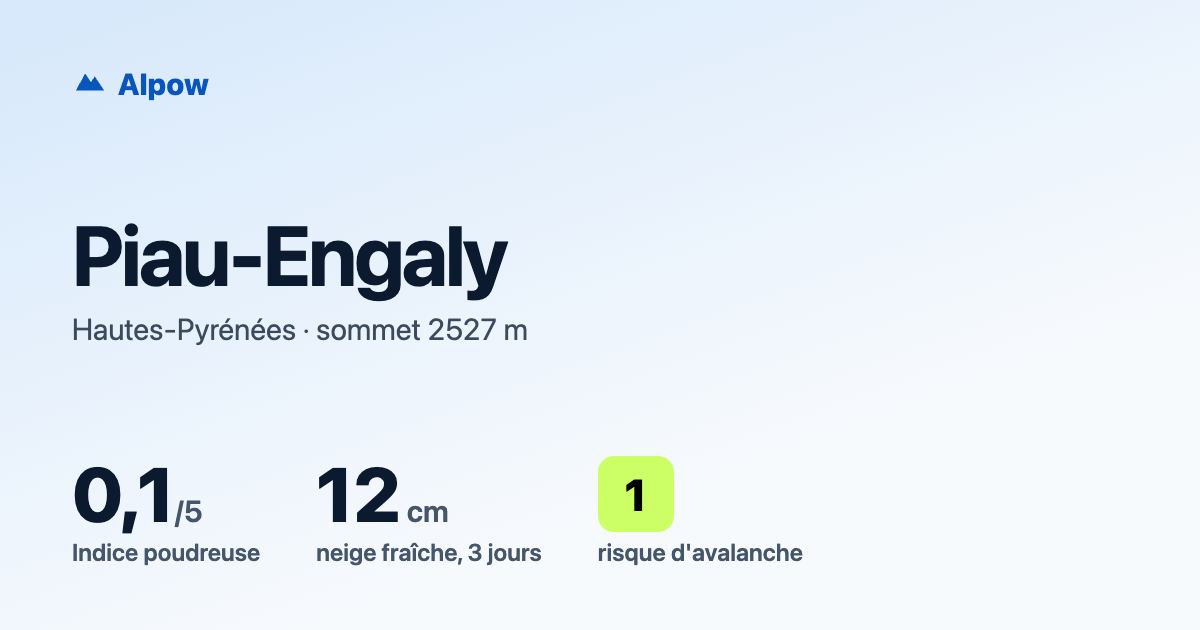 Alpow
Piau-Engaly
Hautes-Pyrénées · sommet 2527 m
0,1/5
Indice poudreuse
12 cm
neige fraîche, 3 jours
1
risque d'avalanche